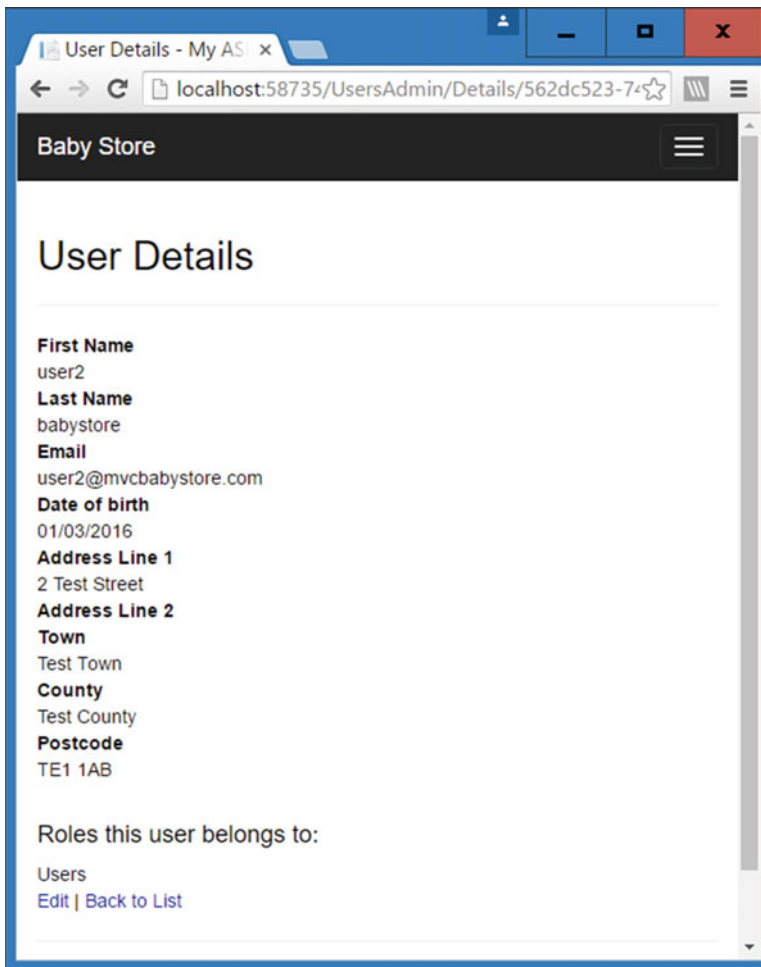 User Details - My AS
localhost:58735/UsersAdmin/Details/562dc523-74
Baby Store
User Details
First Name
user2
Last Name
babystore
Email
user2@mvcbabystore.com
Date of birth
01/03/2016
Address Line 1
2 Test Street
Address Line 2
Town
Test Town
County
Test County
Postcode
TE1 1AB
Roles this user belongs to:
Users
Edit | Back to List